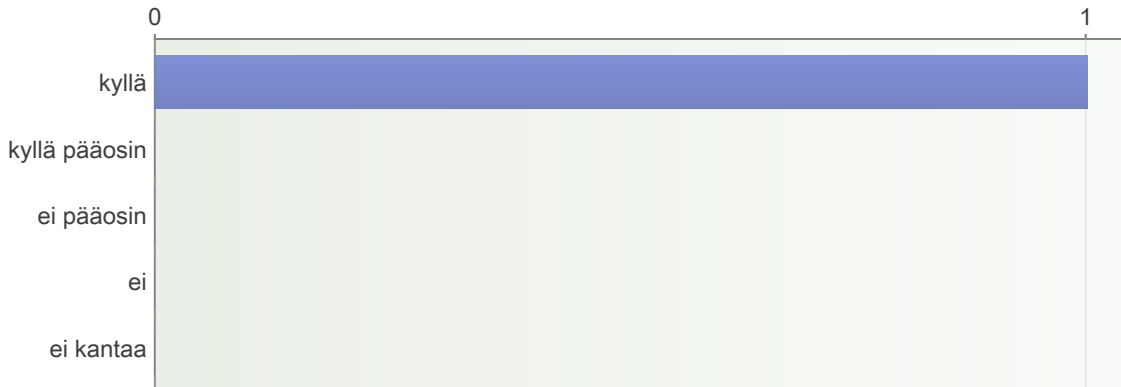 0 1
kyllä
kyllä pääosin
ei pääosin
ei
ei kantaa